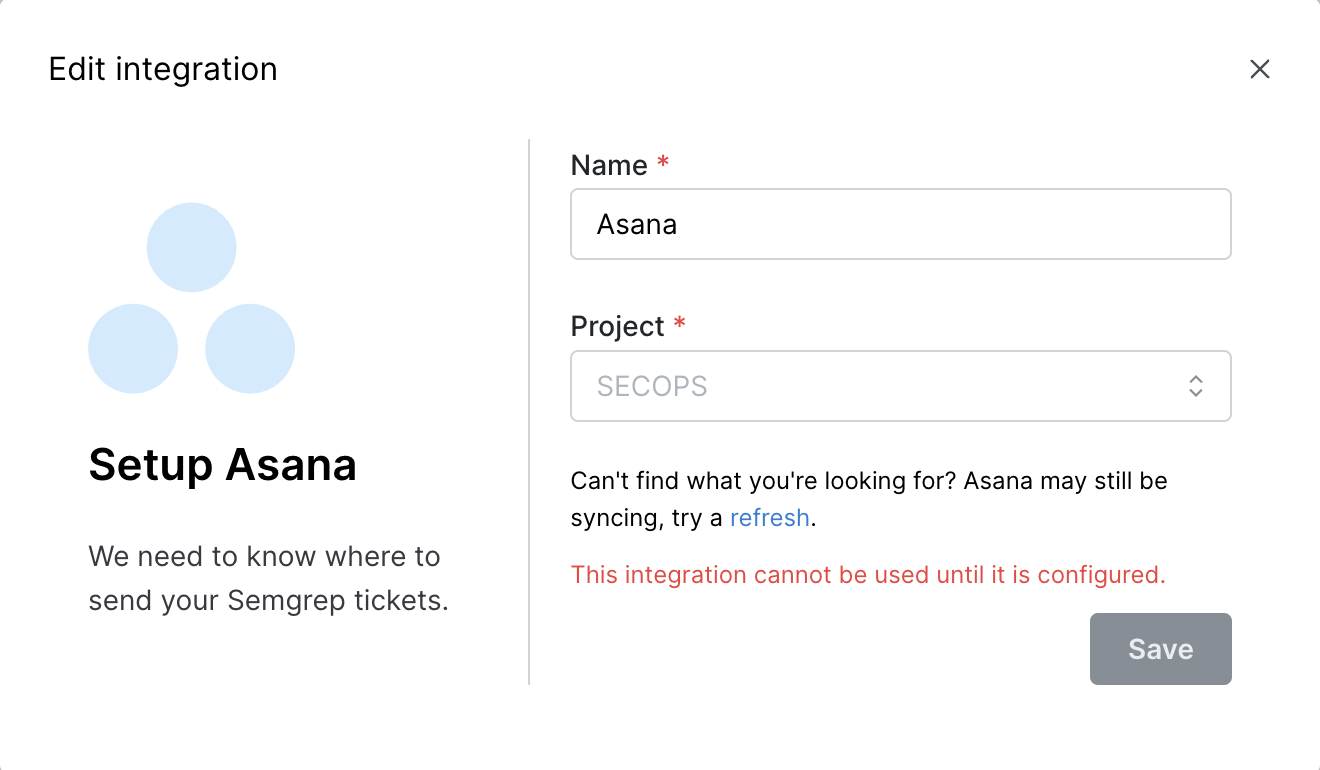 Edit integration
Setup Asana
We need to know where to
send your Semgrep tickets.
Name *
Asana
Project *
SECOPS
Can't find what you're looking for? Asana may still be
syncing, try a refresh.
This integration cannot be used until it is configured.
Save